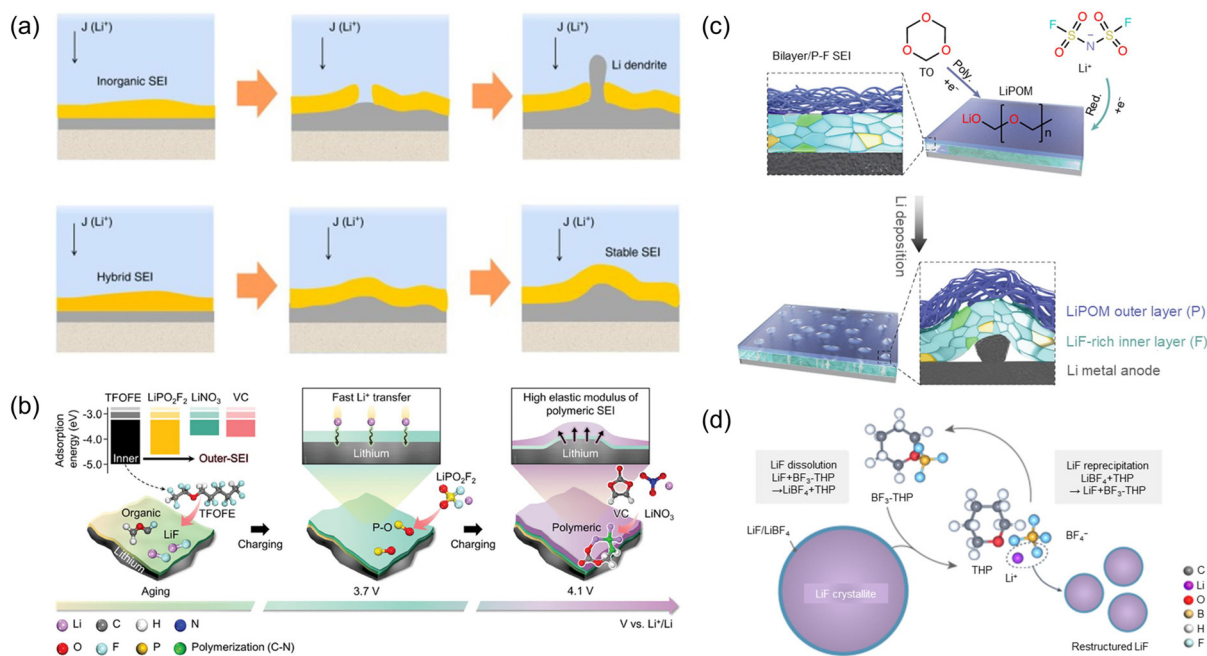 (a)
J (Li⁺)
Inorganic SEI
J (Li⁺)
J (Li⁺)
Li dendrite
J (Li⁺)
Hybrid SEI
J (Li⁺)
J (Li⁺)
Stable SEI
(b)
TFOFE LiPO₂F₂ LiNO₃ VC
Adsorption
energy (eV)
-3.0
-4.0
-5.0
Inner
Outer-SEI
TFOFE
Organic
LiF
Lithium
Aging
Charging
Fast Li⁺ transfer
Lithium
LiPO₂F₂
P-O
3.7 V
Charging
High elastic modulus of
polymeric SEI
Lithium
VC
LiNO₃
Polymeric
4.1 V
V vs. Li⁺/Li
Li C H N
O F P Polymerization (C-N)
(c)
Bilayer/P-F SEI
O
O
O
TO
F
O
O
S
N
−
S
O
O
F
Li⁺
Poly.
+e⁻
Red.
+e⁻
LiPOM
LiO
O
n
Li deposition
LiPOM outer layer (P)
LiF-rich inner layer (F)
Li metal anode
(d)
LiF dissolution
LiF+BF₃-THP
→LiBF₄+THP
BF₃-THP
LiF reprecipitation
LiBF₄+THP
→ LiF+BF₃-THP
LiF/LiBF₄
LiF crystallite
THP
Li⁺
BF₄⁻
Restructured LiF
C
Li
O
B
H
F